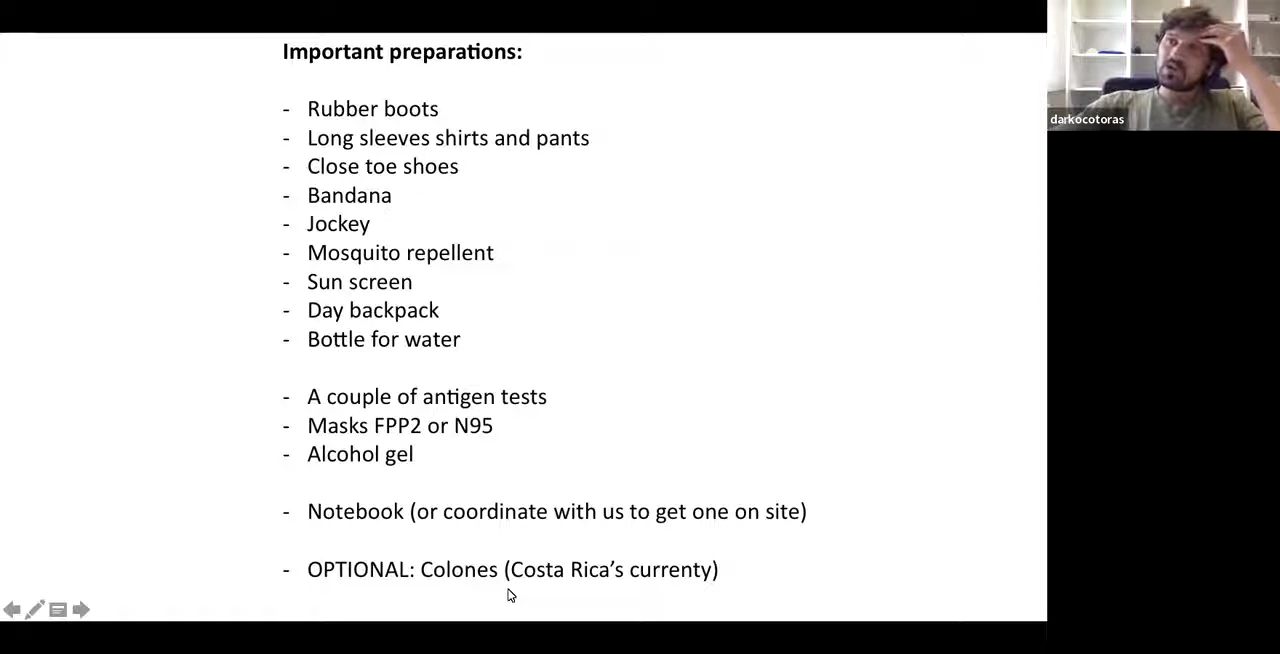 Important preparations:
- Rubber boots
- Long sleeves shirts and pants
- Close toe shoes
- Bandana
- Jockey
- Mosquito repellent
- Sun screen
- Day backpack
- Bottle for water
- A couple of antigen tests
- Masks FPP2 or N95
- Alcohol gel
- Notebook (or coordinate with us to get one on site)
- OPTIONAL: Colones (Costa Rica’s currenty)
darkocotoras